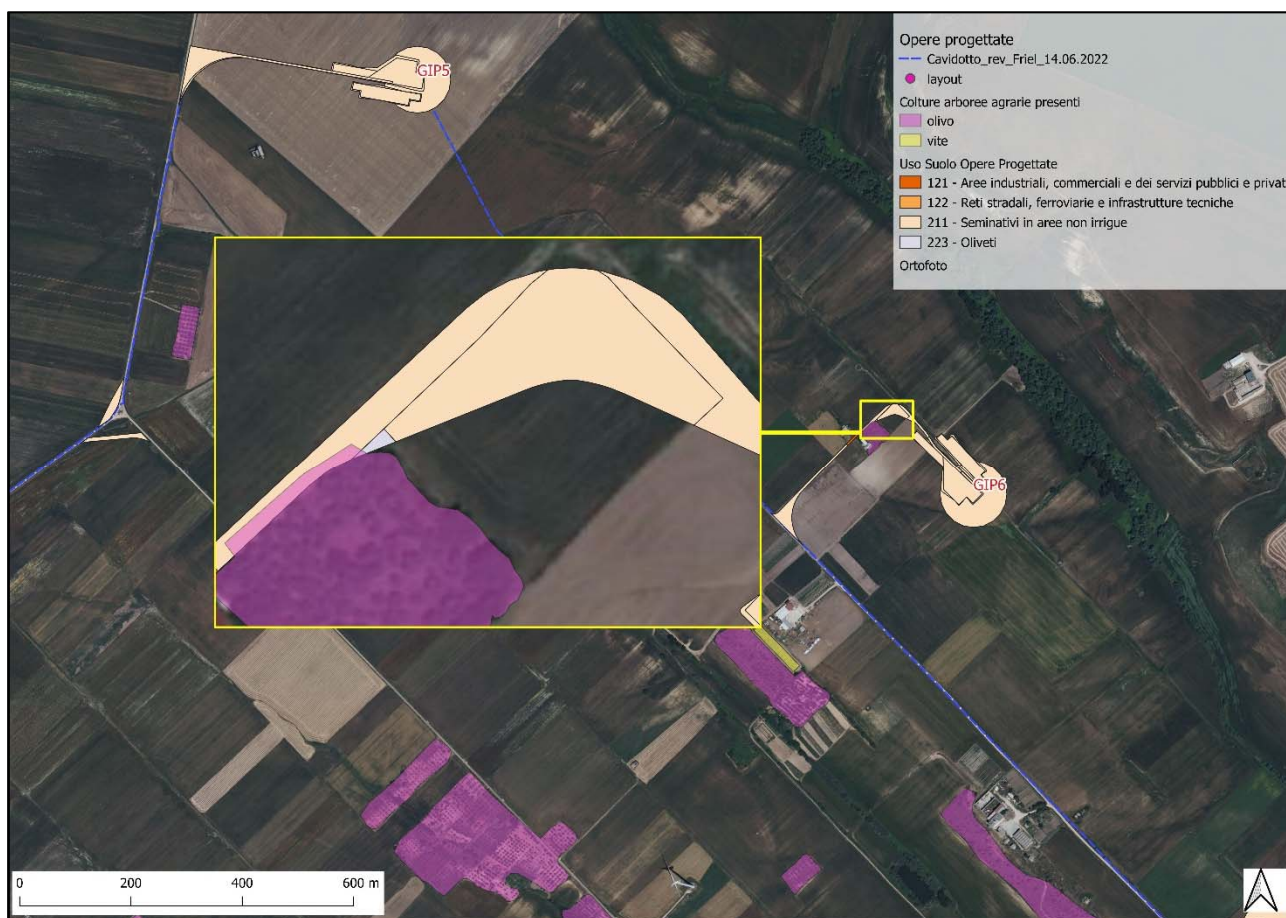 GIP5
Opere progettate
Cavidotto_rev_Friel_14.06.2022
layout
Colture arboree agrarie presenti
olivo
vite
Uso Suolo Opere Progettate
121 - Aree industriali, commerciali e dei servizi pubblici e privat
122 - Reti stradali, ferroviarie e infrastrutture tecniche
211 - Seminativi in aree non irrigue
223 - Oliveti
Ortofoto
GIP6
0 200 400 600 m